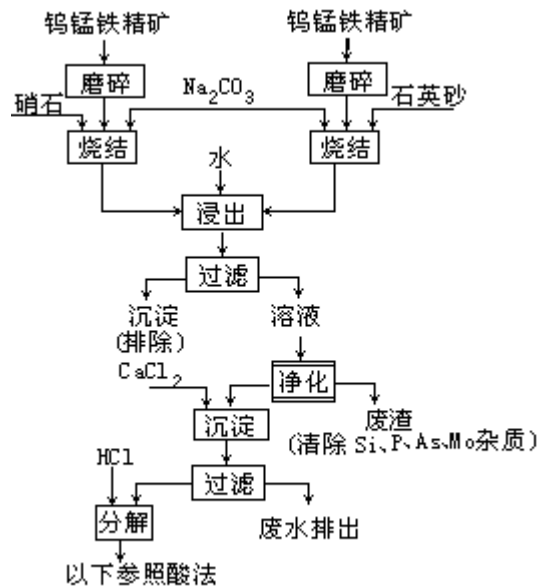 钨锰铁精矿 钨锰铁精矿
磨碎 磨碎
硝石 Na₂CO₃ 石英砂
烧结 烧结
水
浸出
过滤
沉淀 溶液
(排除)
CaCl₂ 净化
沉淀 废渣
(清除 Si、P、As、Mo杂质)
HCl
过滤
分解 废水排出
以下参照酸法